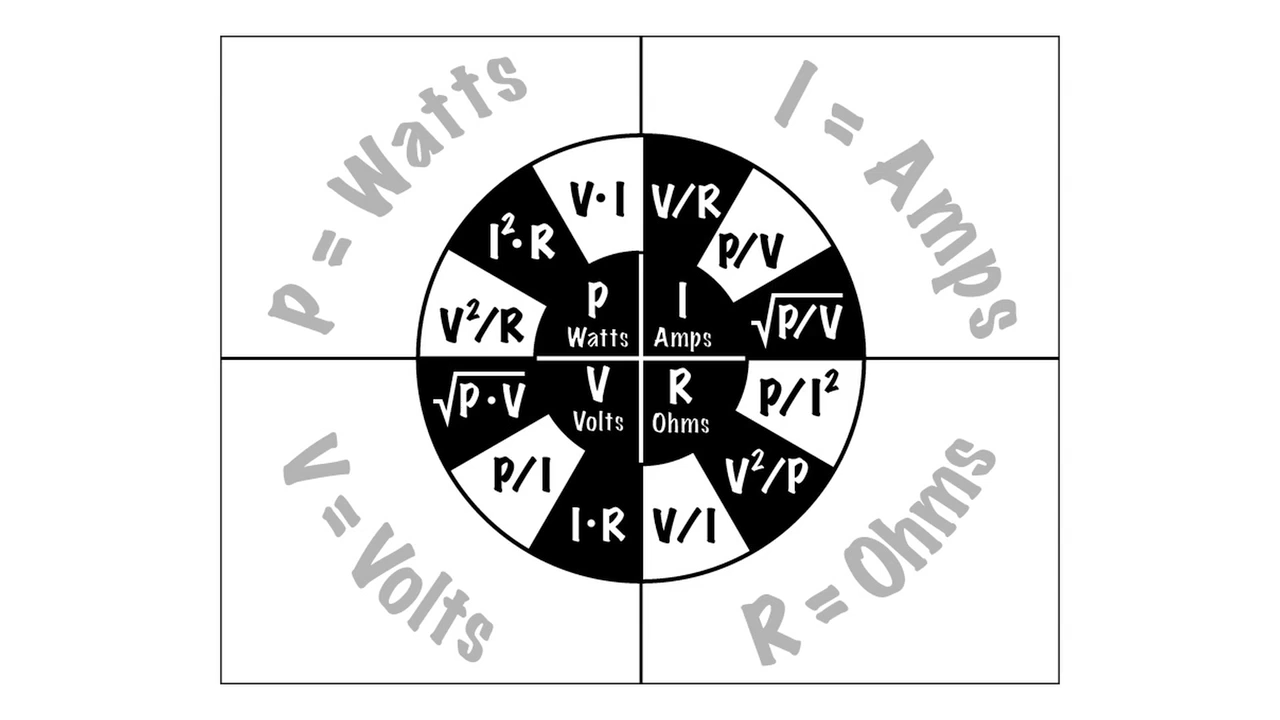 P = Watts
I = Amps
V·I
V/R
I²·R
P/V
V²/R
√P/V
P
Watts
I
Amps
V
Volts
R
Ohms
√P·V
P/I²
P/I
V²/P
I·R
V/I
V = Volts
R = Ohms